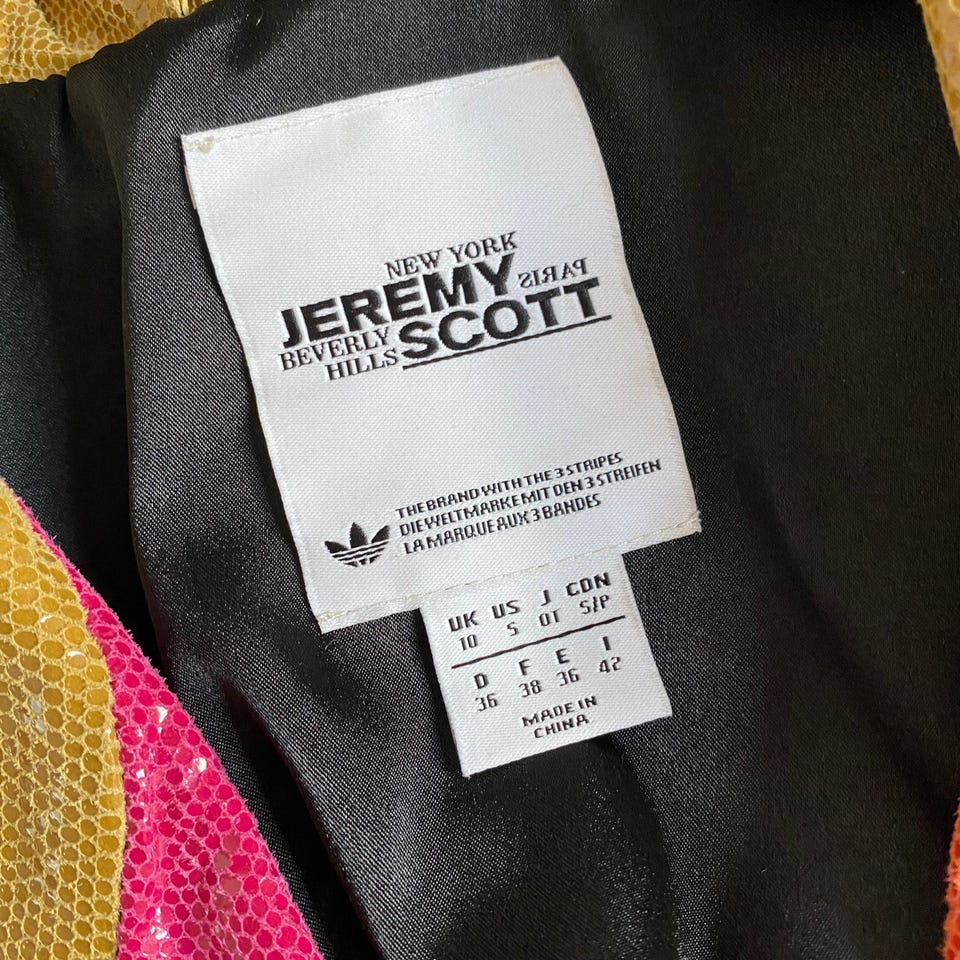 NEW YORK
JEREMY PARIS
BEVERLY SCOTT
HILLS
THE BRAND WITH THE 3 STRIPES
DIE WELTMARKE MIT DEN 3 STREIFEN
LA MARQUE AUX 3 BANDES
UK US J CDN
10 S OT S/P
D F E I
36 38 36 42
MADE IN
CHINA